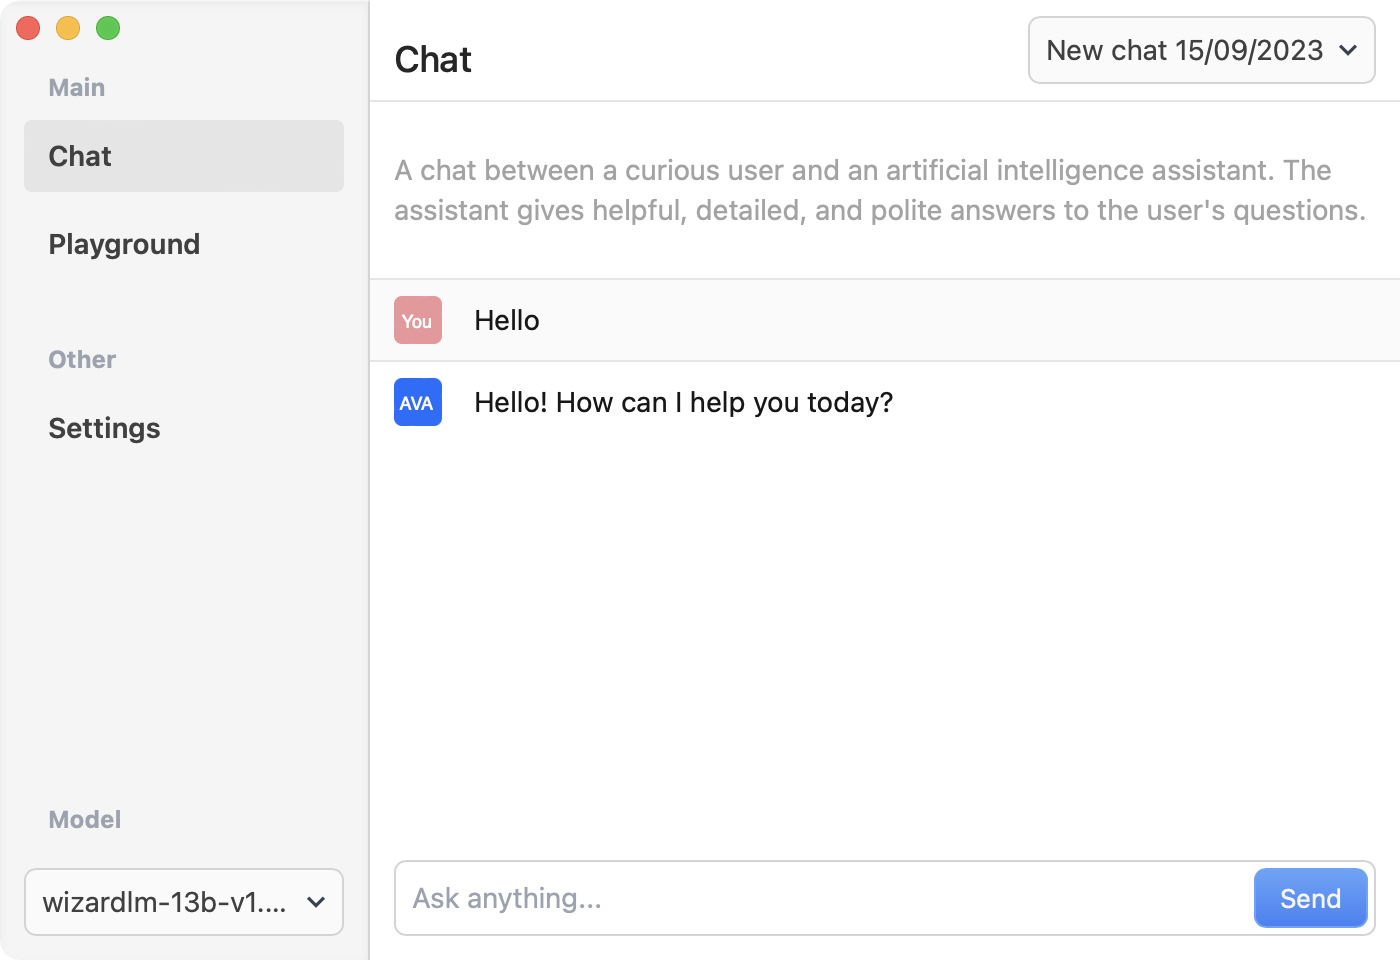 Main
Chat
Playground
Other
Settings
Model
wizardlm-13b-v1....
Chat
New chat 15/09/2023
A chat between a curious user and an artificial intelligence assistant. The
assistant gives helpful, detailed, and polite answers to the user's questions.
You
Hello
AVA
Hello! How can I help you today?
Ask anything...
Send